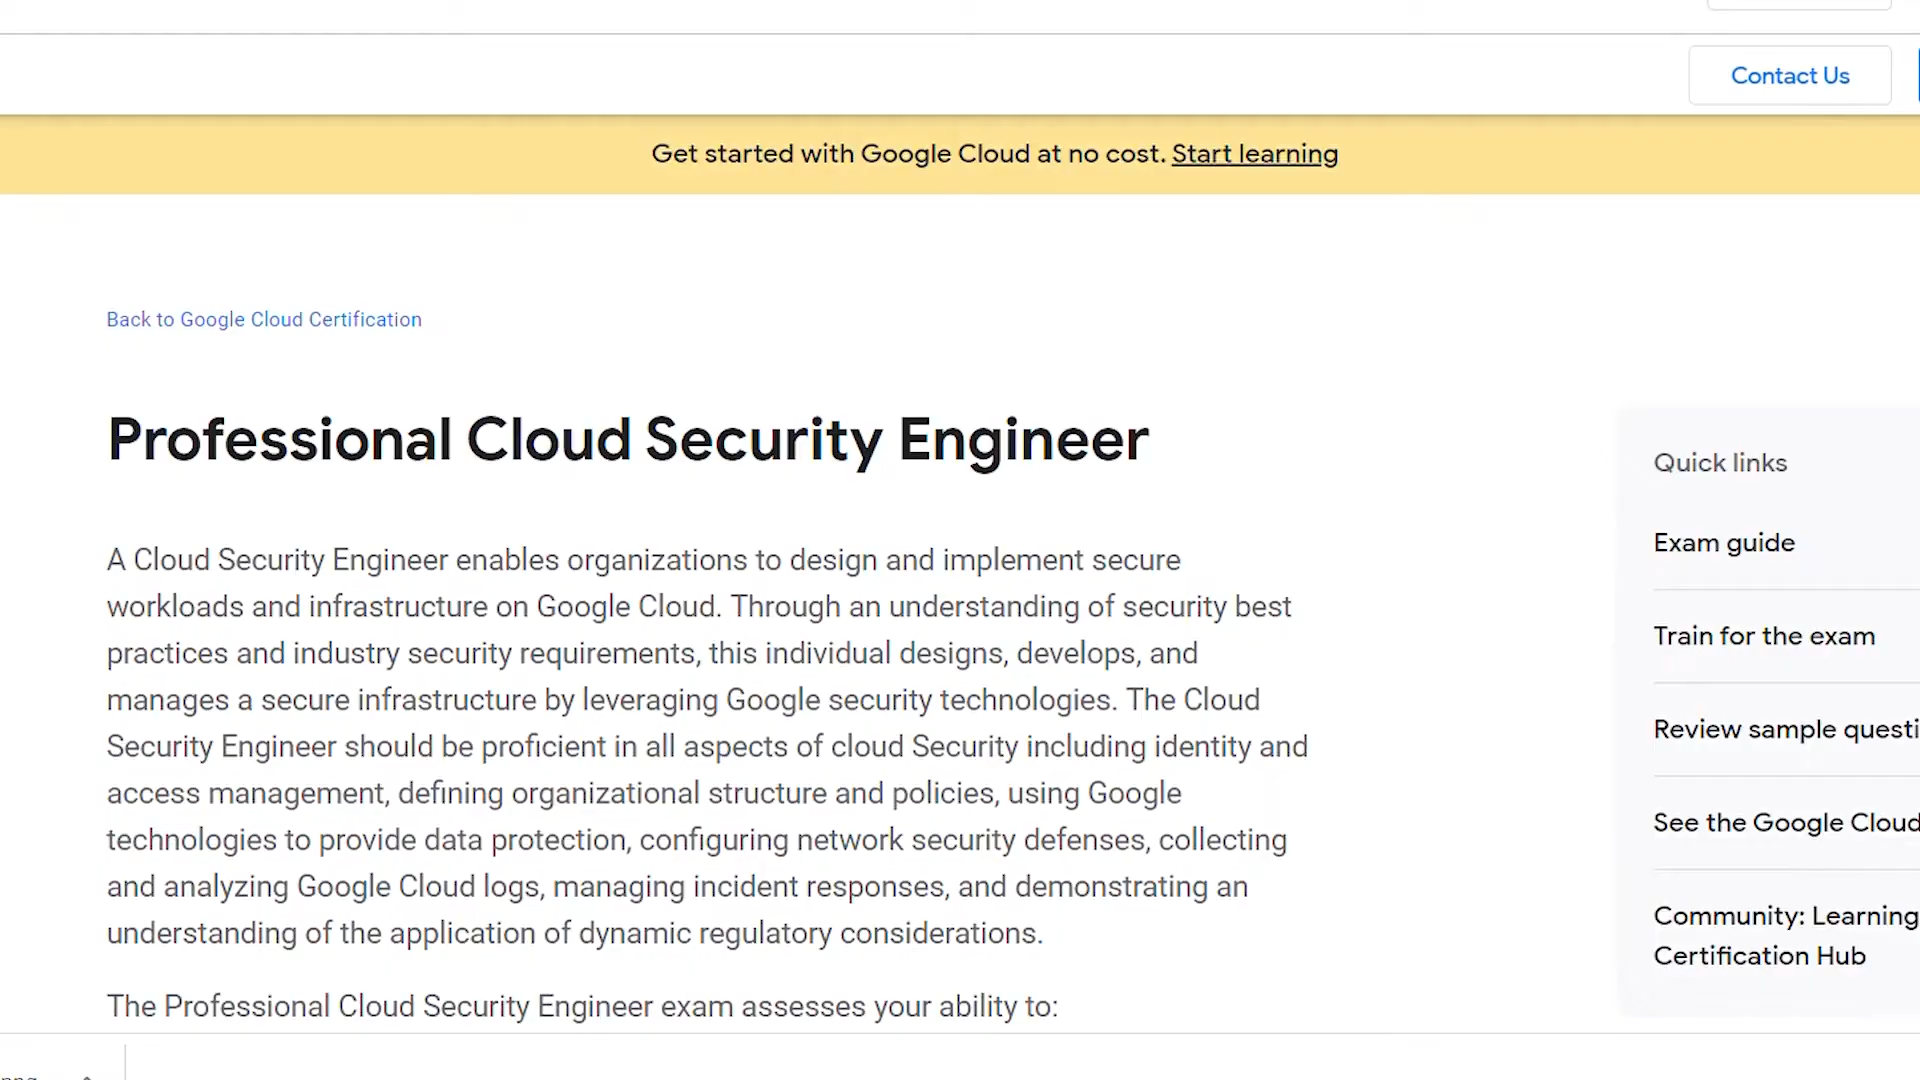 Contact Us
Get started with Google Cloud at no cost. Start learning
Back to Google Cloud Certification
Professional Cloud Security Engineer
A Cloud Security Engineer enables organizations to design and implement secure
workloads and infrastructure on Google Cloud. Through an understanding of security best
practices and industry security requirements, this individual designs, develops, and
manages a secure infrastructure by leveraging Google security technologies. The Cloud
Security Engineer should be proficient in all aspects of cloud Security including identity and
access management, defining organizational structure and policies, using Google
technologies to provide data protection, configuring network security defenses, collecting
and analyzing Google Cloud logs, managing incident responses, and demonstrating an
understanding of the application of dynamic regulatory considerations.
The Professional Cloud Security Engineer exam assesses your ability to:
Quick links
Exam guide
Train for the exam
Review sample questi
See the Google Cloud
Community: Learning
Certification Hub